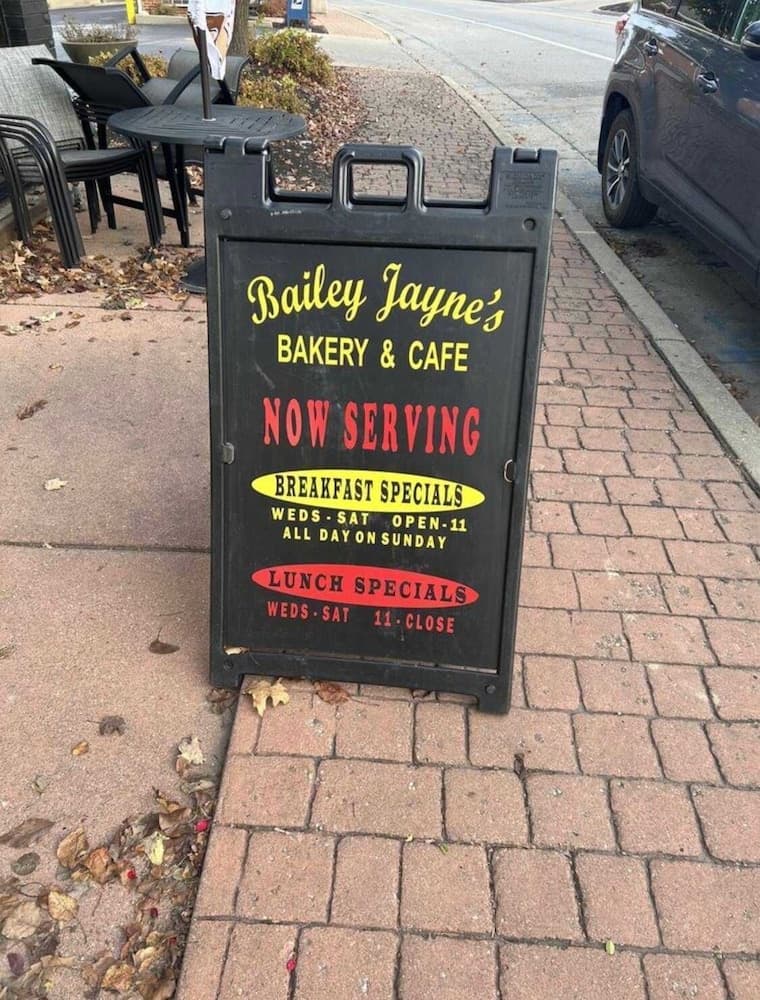 Bailey Jayne's
BAKERY & CAFE
NOW SERVING
BREAKFAST SPECIALS
WEDS - SAT OPEN - 11
ALL DAY ON SUNDAY
LUNCH SPECIALS
WEDS - SAT 11 - CLOSE